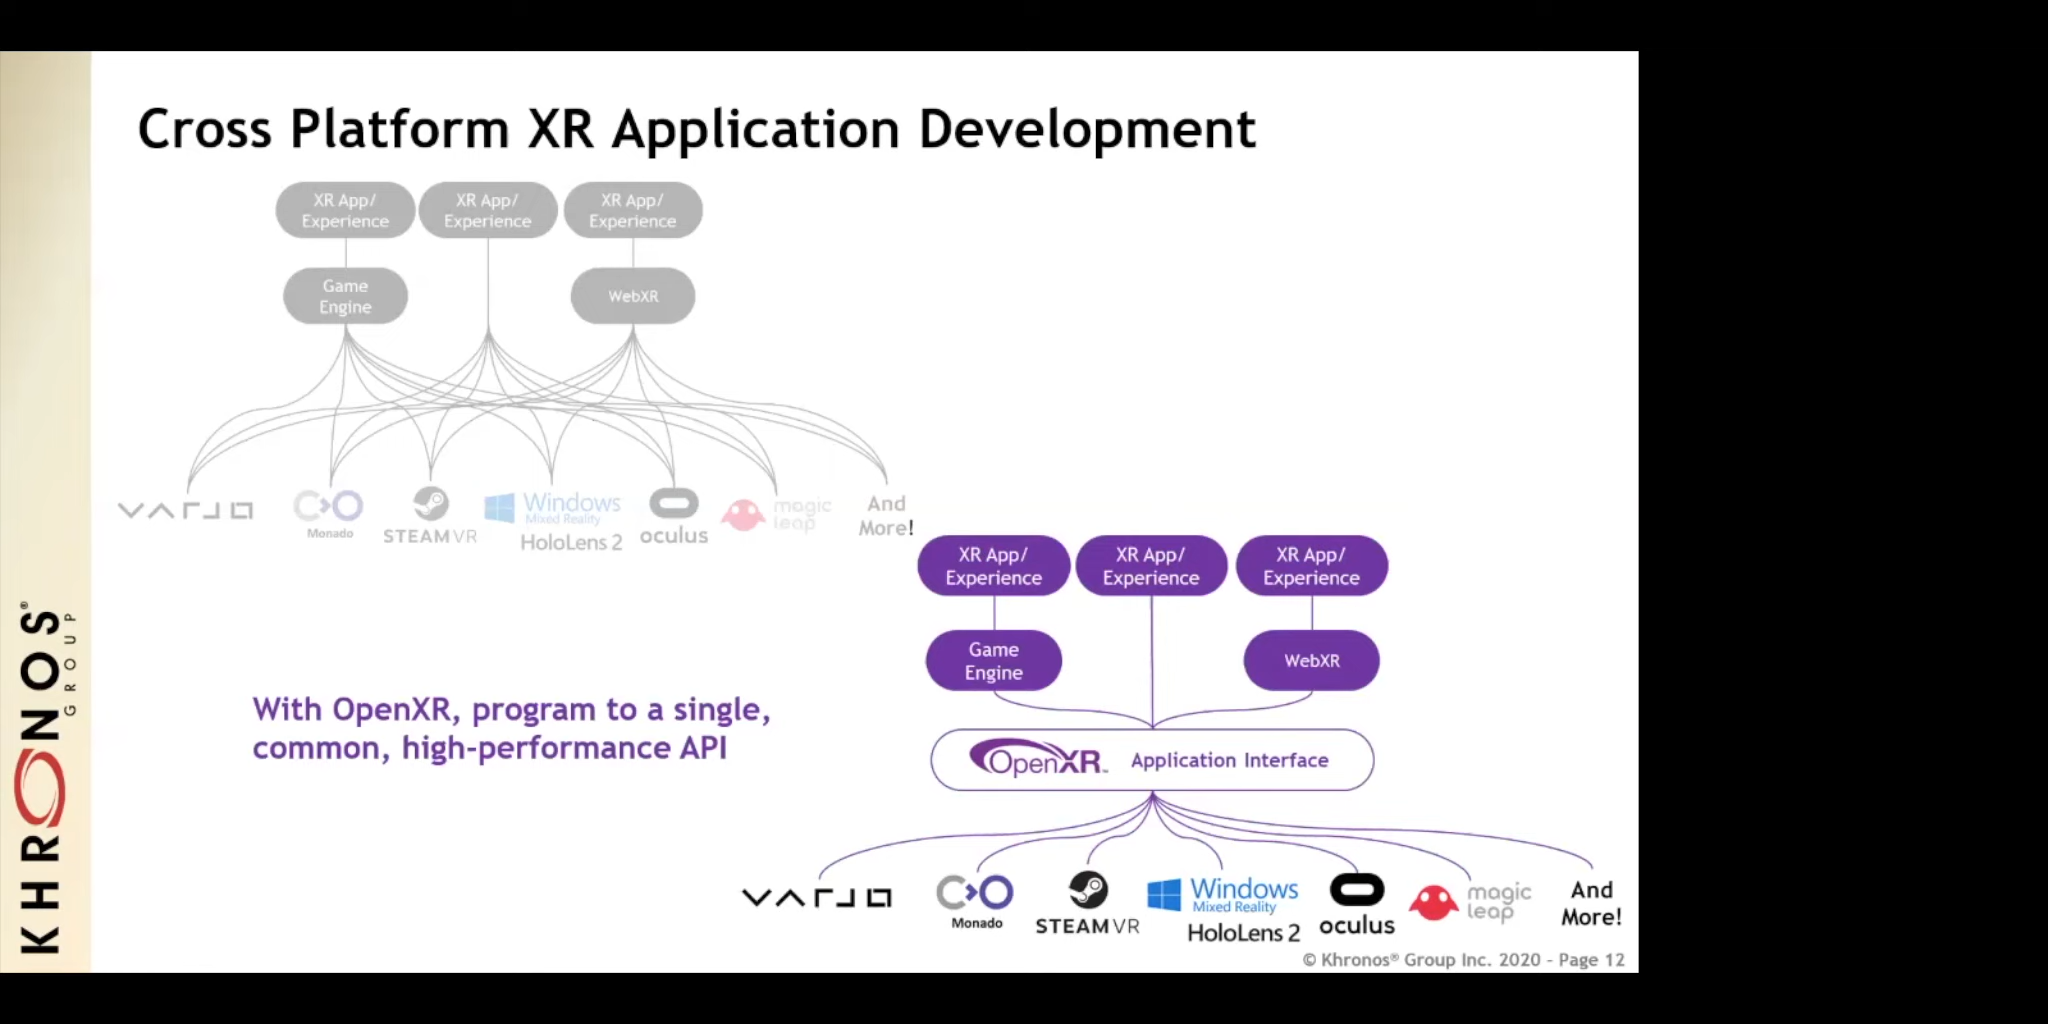 Cross Platform XR Application Development
XR App/
Experience
XR App/
Experience
XR App/
Experience
Game
Engine
WebXR
VARJO
Monado
STEAMVR
Windows
Mixed Reality
HoloLens 2
oculus
magic
leap
And
More!
With OpenXR, program to a single,
common, high-performance API
XR App/
Experience
XR App/
Experience
XR App/
Experience
Game
Engine
WebXR
OpenXR™ Application Interface
VARJO
Monado
STEAMVR
Windows
Mixed Reality
HoloLens 2
oculus
magic
leap
And
More!
KHRONOS®
GROUP
© Khronos® Group Inc. 2020 - Page 12